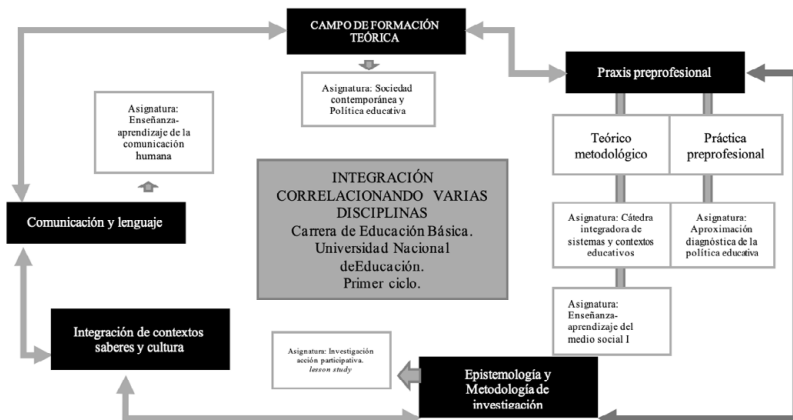 CAMPO DE FORMACIÓN
TEÓRICA
Praxis preprofesional
Asignatura: Sociedad
contemporánea y
Política educativa
Asignatura:
Enseñanza-
aprendizaje de la
comunicación
humana
Teórico
metodológico
Práctica
preprofesional
INTEGRACIÓN
CORRELACIONANDO VARIAS
DISCIPLINAS
Carrera de Educación Básica.
Universidad Nacional
deEducación.
Primer ciclo.
Comunicación y lenguaje
Asignatura: Cátedra
integradora de
sistemas y contextos
educativos
Asignatura:
Aproximación
diagnóstica de la
política educativa
Asignatura:
Enseñanza-
aprendizaje del
medio social I
Integración de contextos
saberes y cultura
Asignatura: Investigación
acción participativa.
lesson study
Epistemología y
Metodología de
investigación